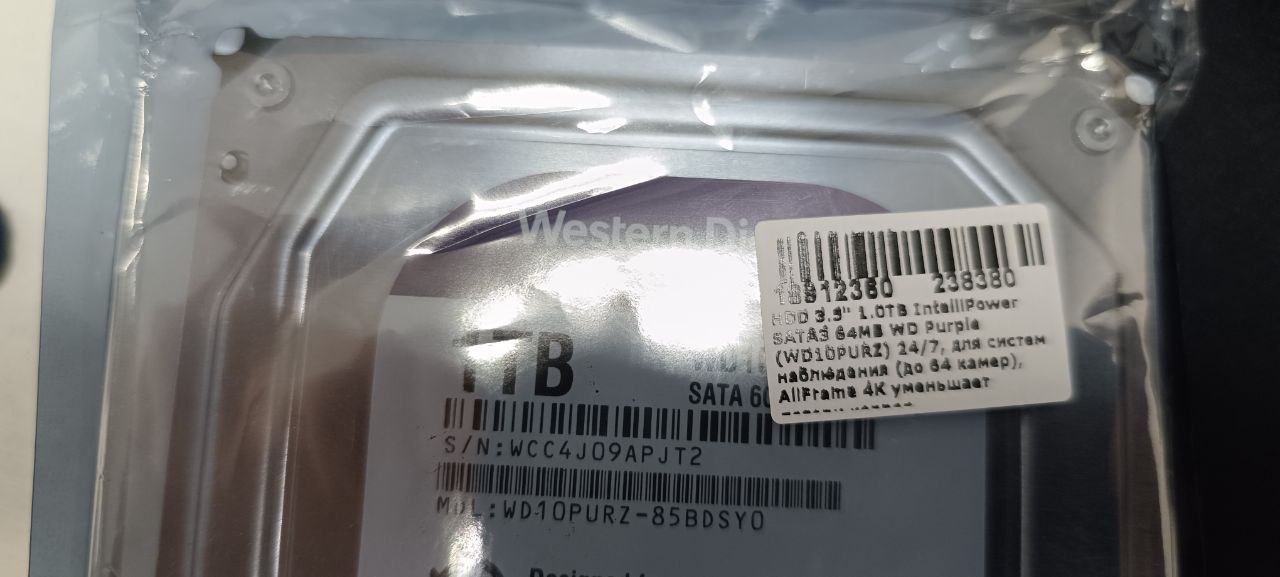 Western Di
1TB
SATA 6
S/N:WCC4J09APJT2
MDL:WD10PURZ-85BDSY0
Designed
238380
HDD 3.5" 1.0TB IntelliPower
SATA3 64MB WD Purple
(WD10PURZ) 24/7, для систем
наблюдения (до 64 камер),
AllFrame 4K уменьшает